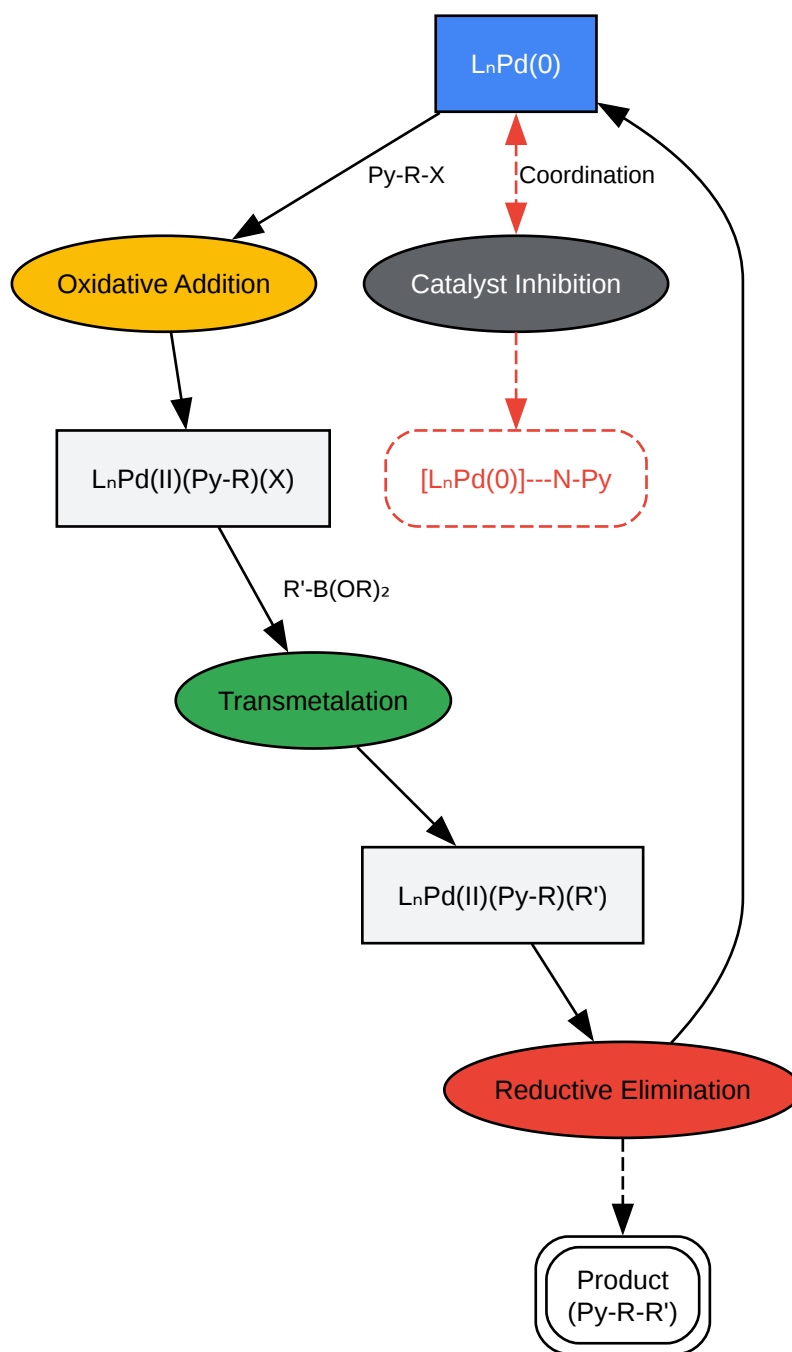 LₙPd(0)
Py-R-X
Coordination
Oxidative Addition
Catalyst Inhibition
LₙPd(II)(Py-R)(X)
[LₙPd(0)]---N-Py
R'-B(OR)₂
Transmetalation
LₙPd(II)(Py-R)(R')
Reductive Elimination
Product
(Py-R-R')